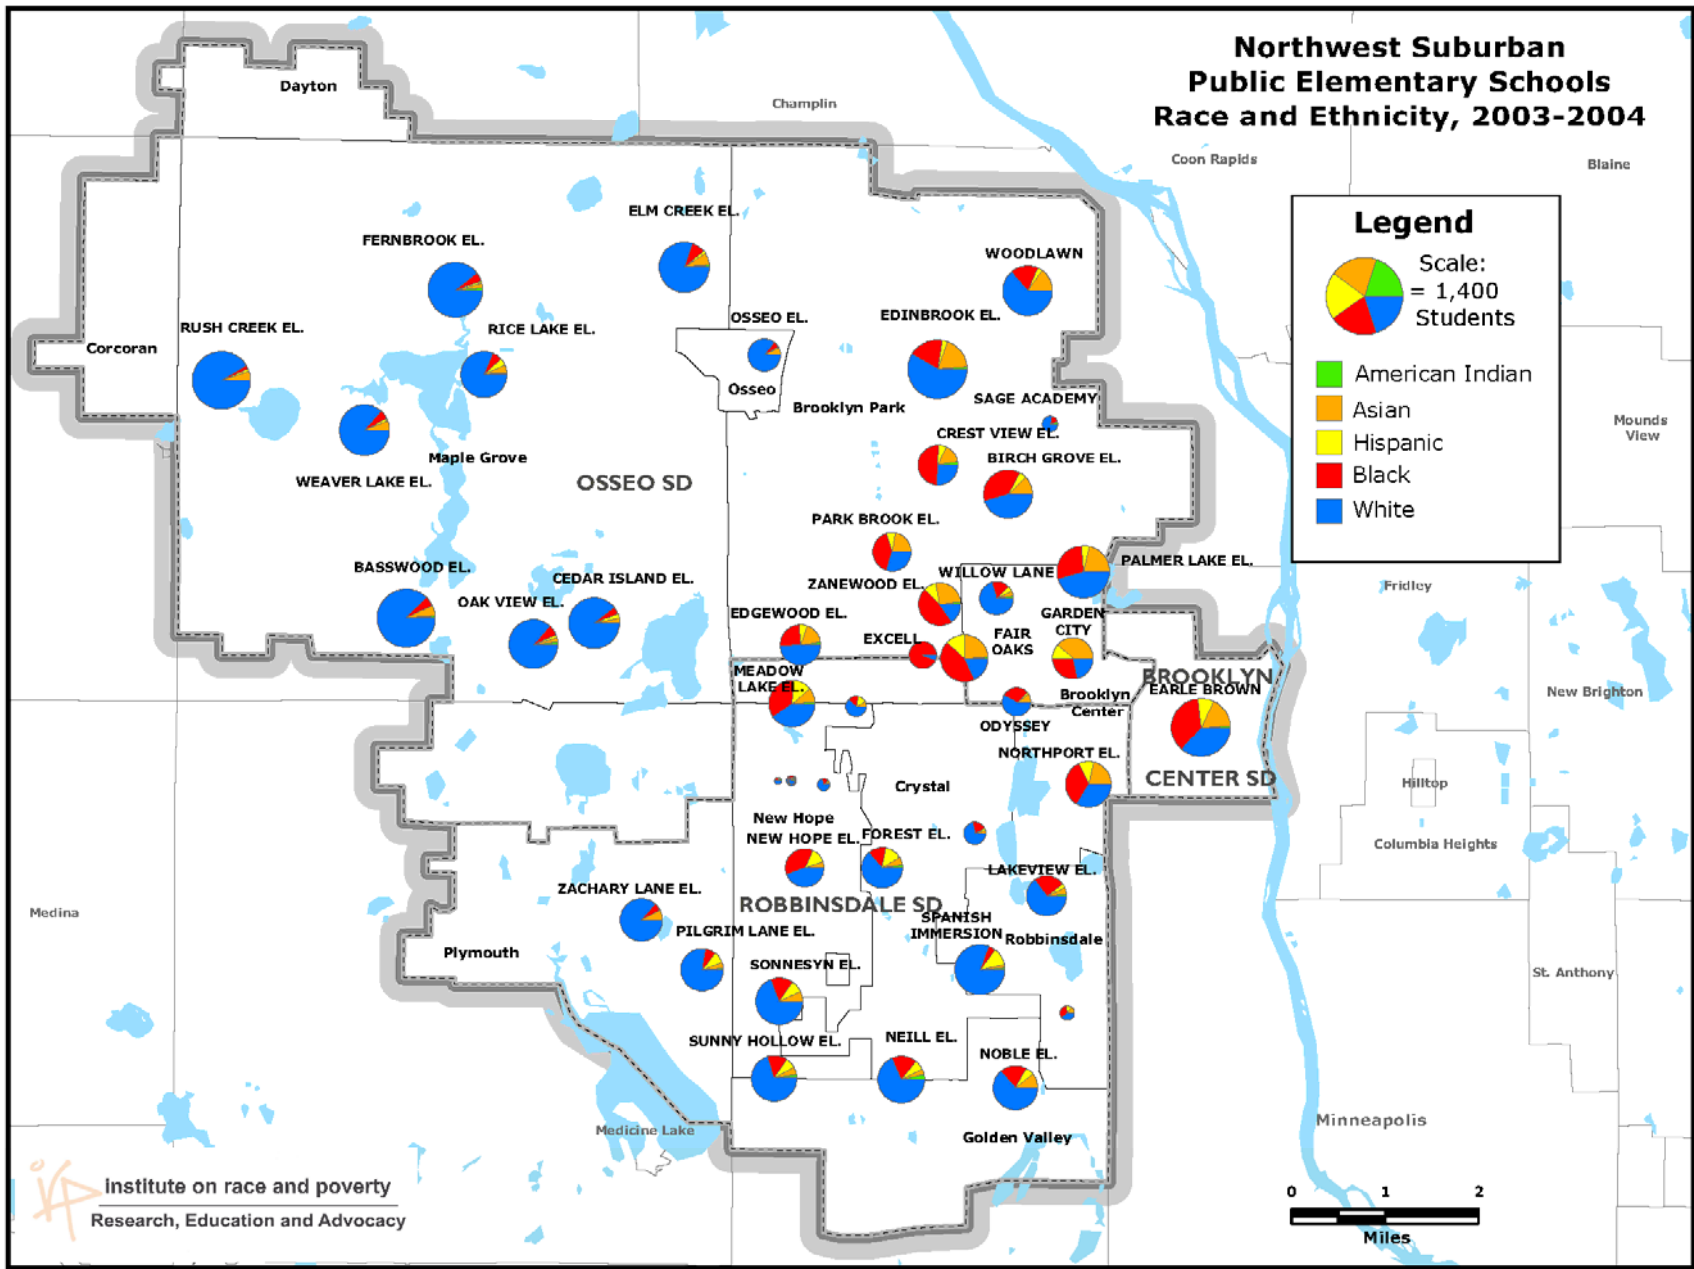 Northwest Suburban
Public Elementary Schools
Race and Ethnicity, 2003-2004
Dayton
Champlin
Coon Rapids
Blaine
Legend
Scale:
= 1,400
Students
American Indian
Asian
Hispanic
Black
White
ELM CREEK EL.
FERNBROOK EL.
WOODLAWN
RUSH CREEK EL.
RICE LAKE EL.
OSSEO EL.
EDINBROOK EL.
Corcoran
Osseo
Brooklyn Park
SAGE ACADEMY
Mounds
View
CREST VIEW EL.
Maple Grove
BIRCH GROVE EL.
WEAVER LAKE EL.
OSSEO SD
PARK BROOK EL.
PALMER LAKE EL.
BASSWOOD EL.
CEDAR ISLAND EL.
ZANEWOOD EL.
WILLOW LANE
Fridley
OAK VIEW EL.
EDGEWOOD EL.
GARDEN
CITY
EXCELL
FAIR
OAKS
MEADOW
LAKE EL.
BROOKLYN
EARLE BROWN
Brooklyn
Center
New Brighton
ODYSSEY
NORTHPORT EL.
CENTER SD
Crystal
Hilltop
New Hope
NEW HOPE EL.
FOREST EL.
Columbia Heights
LAKEVIEW EL.
ZACHARY LANE EL.
ROBBINSDALE SD
Medina
SPANISH
IMMERSION
Robbinsdale
PILGRIM LANE EL.
Plymouth
SONNESYN EL.
St. Anthony
SUNNY HOLLOW EL.
NEILL EL.
NOBLE EL.
Medicine Lake
Golden Valley
Minneapolis
institute on race and poverty
Research, Education and Advocacy
0 1 2
Miles